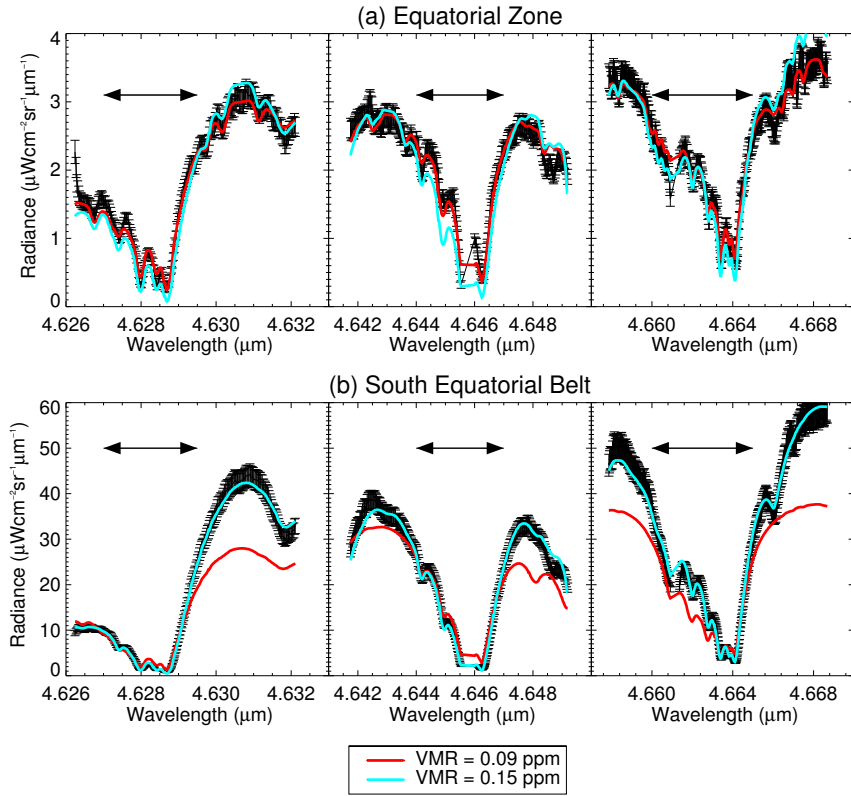 (a) Equatorial Zone
Radiance (μWcm⁻²sr⁻¹μm⁻¹)
4
3
2
1
0
4.626 4.628 4.630 4.632
4.642 4.644 4.646 4.648
4.660 4.664 4.668
Wavelength (μm) Wavelength (μm) Wavelength (μm)
(b) South Equatorial Belt
Radiance (μWcm⁻²sr⁻¹μm⁻¹)
60
50
40
30
20
10
0
4.626 4.628 4.630 4.632
4.642 4.644 4.646 4.648
4.660 4.664 4.668
Wavelength (μm) Wavelength (μm) Wavelength (μm)
VMR = 0.09 ppm
VMR = 0.15 ppm